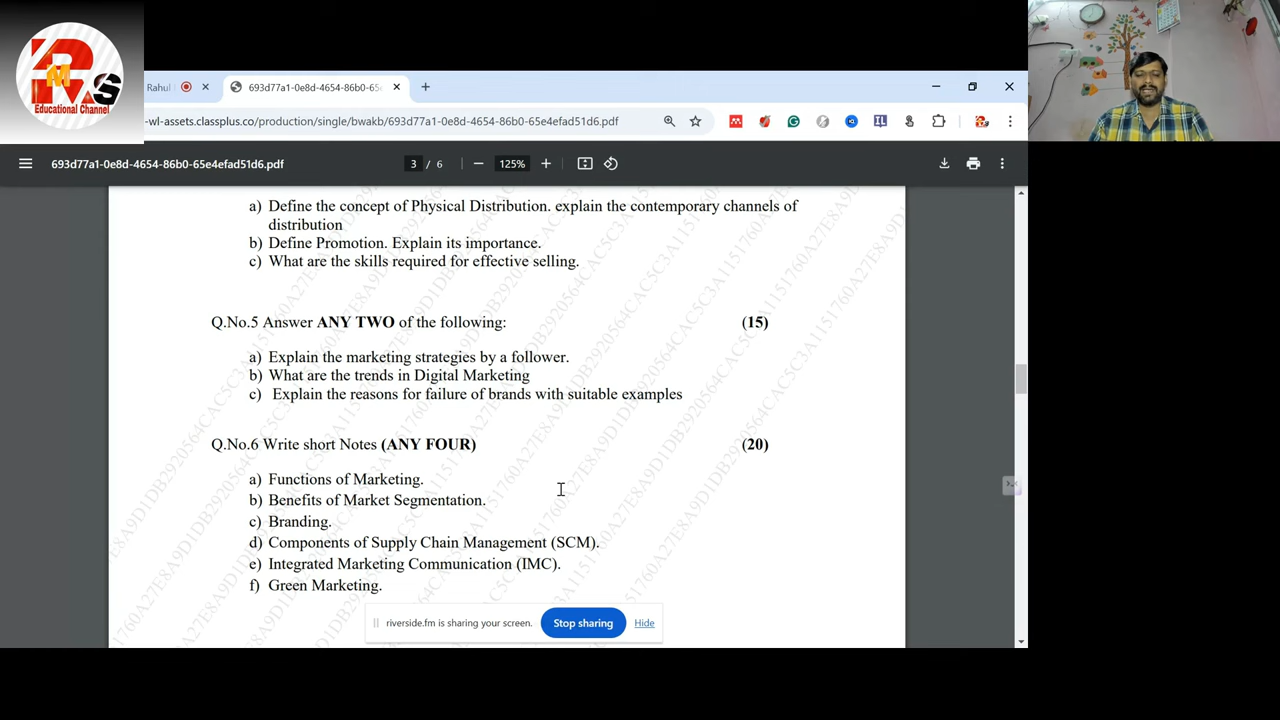 RMS
Educational Channel
Rahul
693d77a1-0e8d-4654-86b0-65
-wl-assets.classplus.co/production/single/bwakb/693d77a1-0e8d-4654-86b0-65e4efad51d6.pdf
693d77a1-0e8d-4654-86b0-65e4efad51d6.pdf
3 / 6
125%
a) Define the concept of Physical Distribution. explain the contemporary channels of
distribution
b) Define Promotion. Explain its importance.
c) What are the skills required for effective selling.
Q.No.5 Answer ANY TWO of the following:
(15)
a) Explain the marketing strategies by a follower.
b) What are the trends in Digital Marketing
c) Explain the reasons for failure of brands with suitable examples
Q.No.6 Write short Notes (ANY FOUR)
(20)
a) Functions of Marketing.
b) Benefits of Market Segmentation.
c) Branding.
d) Components of Supply Chain Management (SCM).
e) Integrated Marketing Communication (IMC).
f) Green Marketing.
riverside.fm is sharing your screen.
Stop sharing
Hide